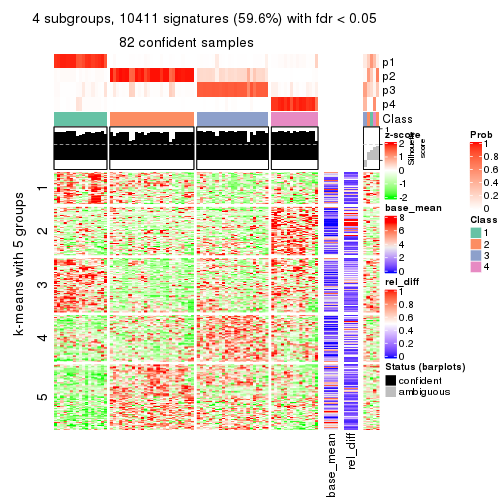 4 subgroups, 10411 signatures (59.6%) with fdr < 0.05
82 confident samples
p1
p2
p3
p4
Class
1
Silhouette
score
k-means with 5 groups
1
2
3
4
5
base_mean
rel_diff
z-score
2
1
0
-1
-2
base_mean
8
6
4
2
0
rel_diff
1
0.8
0.6
0.4
0.2
0
Status (barplots)
confident
ambiguous
Prob
1
0.8
0.6
0.4
0.2
0
Class
1
2
3
4